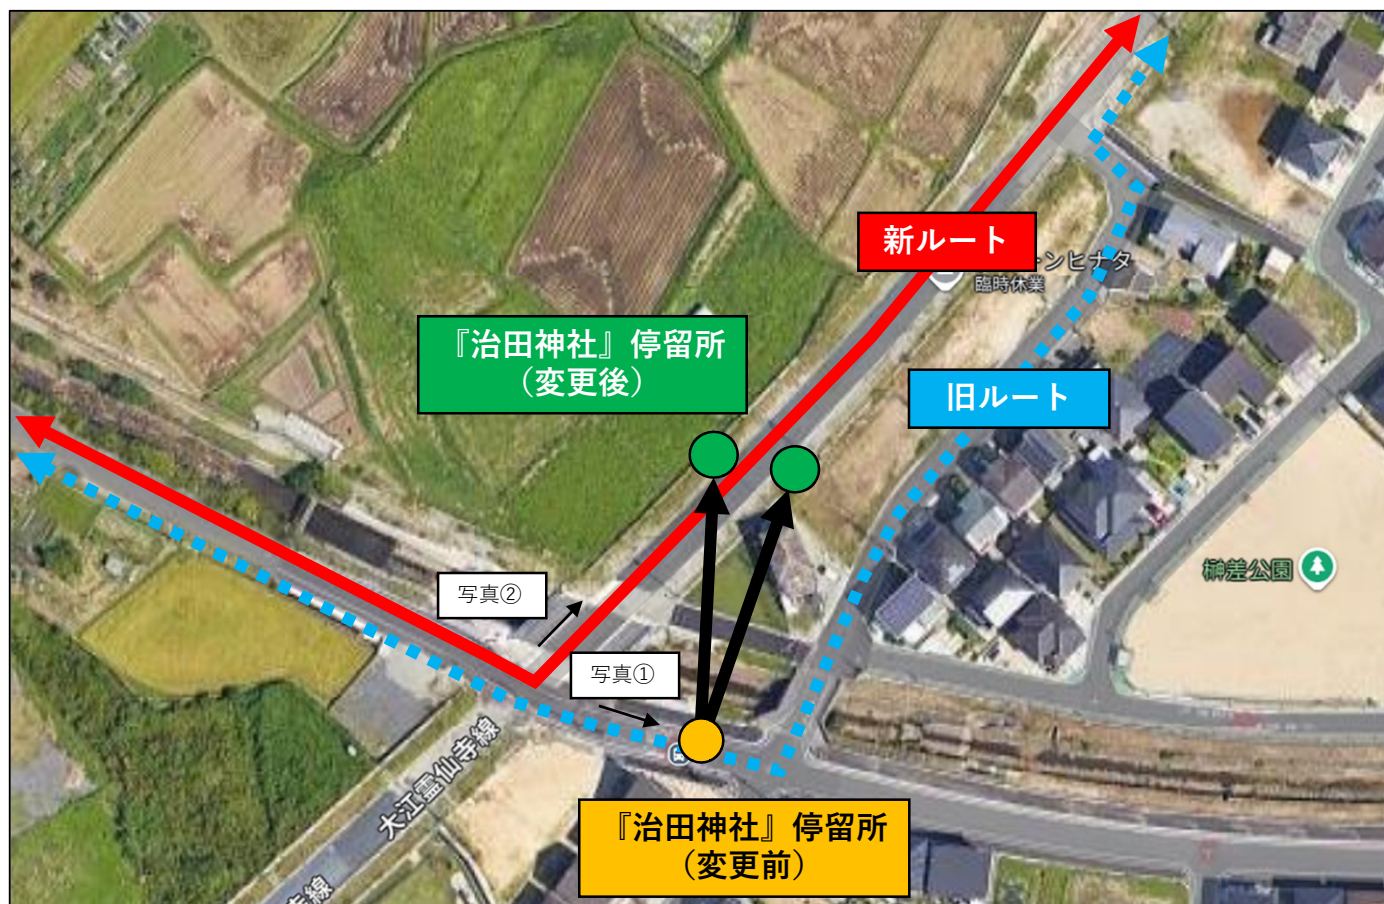 新ルート
ンヒナタ
臨時休業
『治田神社』停留所
（変更後）
旧ルート
榊差公園
写真②
写真①
大江霊仙寺線
『治田神社』停留所
（変更前）
寺線